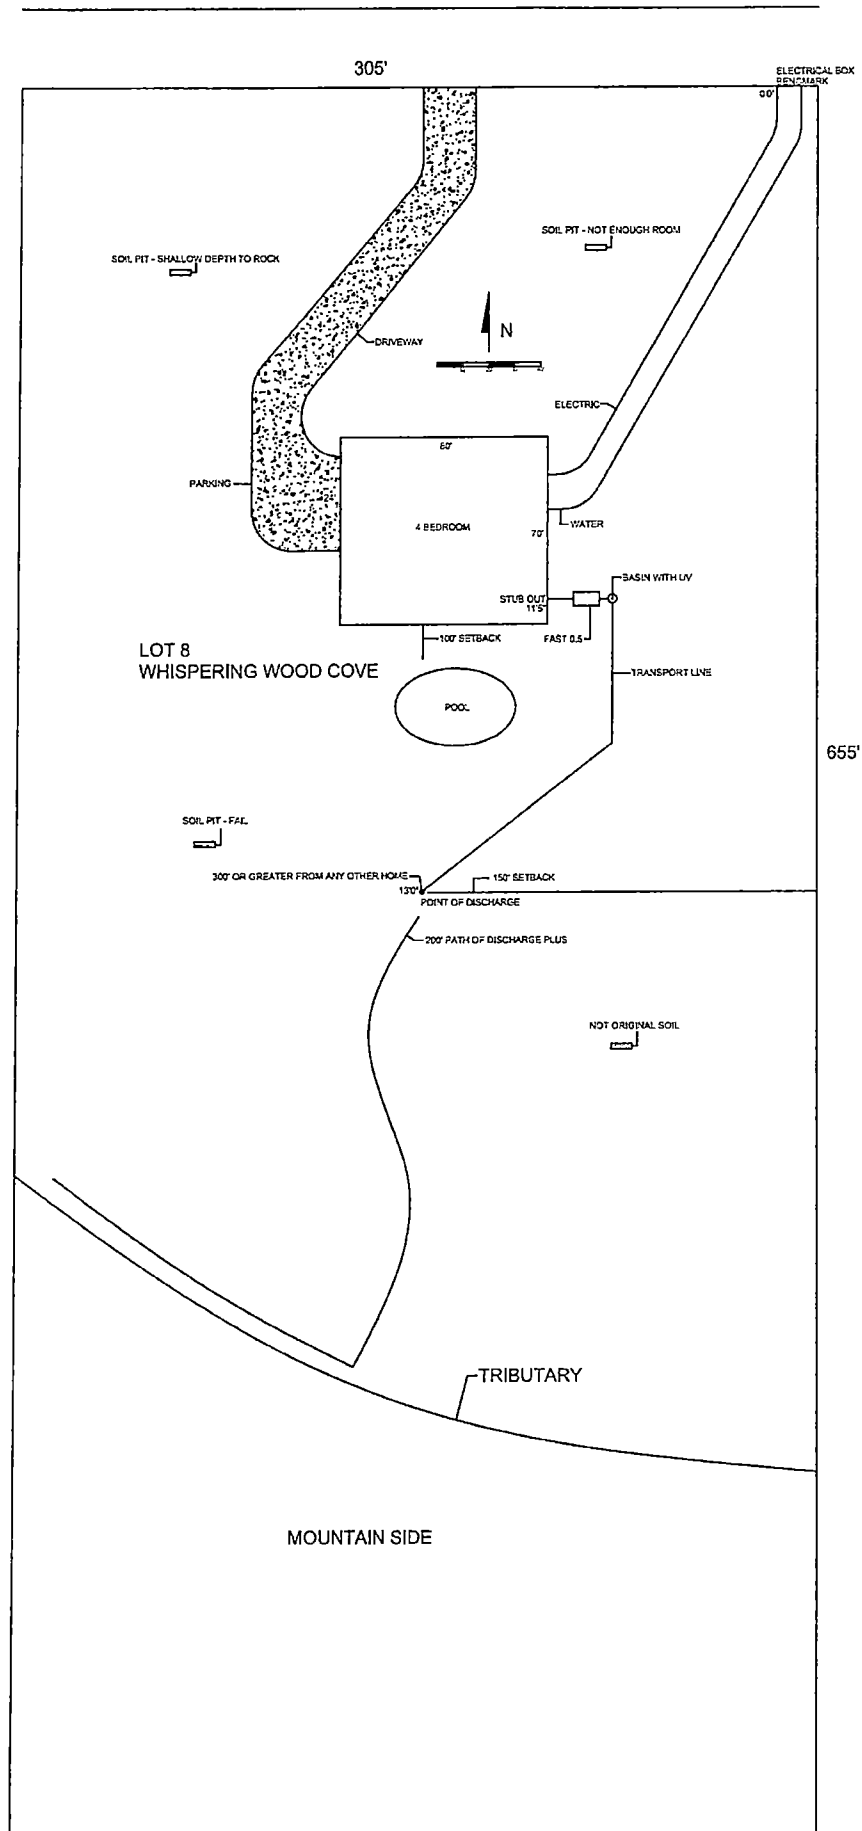 305'
ELECTRICAL BOX
BENCHMARK
0'0"
SOIL PIT - NOT ENOUGH ROOM
SOIL PIT - SHALLOW DEPTH TO ROCK
N
DRIVEWAY
ELECTRIC
80'
PARKING
4 BEDROOM
WATER
70'
BASIN WITH UV
STUB OUT
11'5"
FAST 0.5
100' SETBACK
LOT 8
WHISPERING WOOD COVE
TRANSPORT LINE
POOL
655'
SOIL PIT - FAIL
300' OR GREATER FROM ANY OTHER HOME
150' SETBACK
13'0"
POINT OF DISCHARGE
200' PATH OF DISCHARGE PLUS
NOT ORIGINAL SOIL
TRIBUTARY
MOUNTAIN SIDE